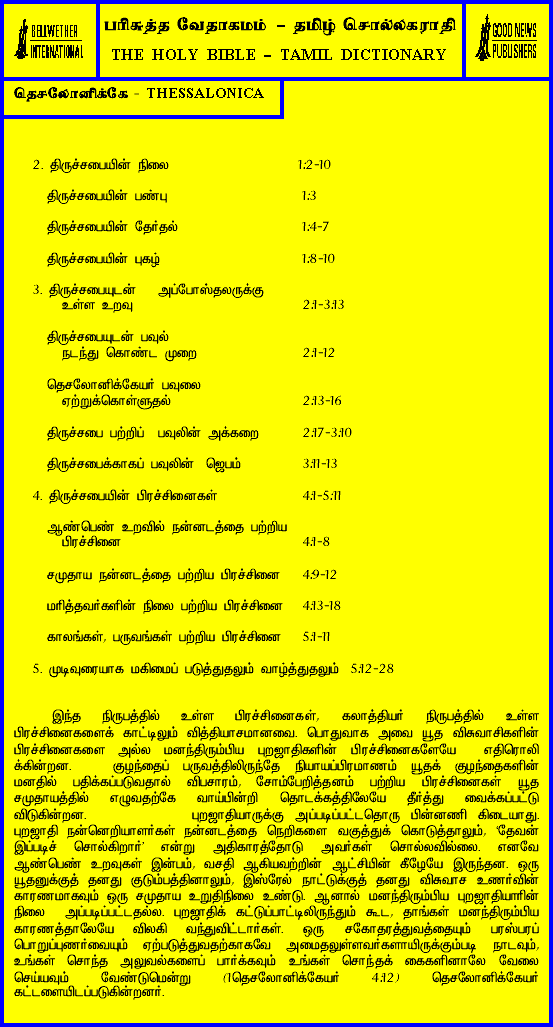 BELLWETHER
INTERNATIONAL
பரிசுத்த வேதாகமம் – தமிழ் சொல்லகராதி
THE HOLY BIBLE – TAMIL DICTIONARY
GOOD NEWS
PUBLISHERS
தெசலோனிக்கே - THESSALONICA
2. திருச்சபையின் நிலை 1:2-10
திருச்சபையின் பண்பு 1:3
திருச்சபையின் தேர்தல் 1:4-7
திருச்சபையின் புகழ் 1:8-10
3. திருச்சபையுடன் அப்போஸ்தலருக்கு
உள்ள உறவு 2:1-3:13
திருச்சபையுடன் பவுல்
நடந்து கொண்ட முறை 2:1-12
தெசலோனிக்கேயர் பவுலை
ஏற்றுக்கொள்ளுதல் 2:13-16
திருச்சபை பற்றிப் பவுலின் அக்கறை 2:17-3:10
திருச்சபைக்காகப் பவுலின் ஜெபம் 3:11-13
4. திருச்சபையின் பிரச்சினைகள் 4:1-5:11
ஆண்பெண் உறவில் நன்னடத்தை பற்றிய
பிரச்சினை 4:1-8
சமுதாய நன்னடத்தை பற்றிய பிரச்சினை 4:9-12
மரித்தவர்களின் நிலை பற்றிய பிரச்சினை 4:13-18
காலங்கள், பருவங்கள் பற்றிய பிரச்சினை 5:1-11
5. முடிவுரையாக மகிமைப் படுத்துதலும் வாழ்த்துதலும் 5:12-28
இந்த நிருபத்தில் உள்ள பிரச்சினைகள், கலாத்தியர் நிருபத்தில் உள்ள
பிரச்சினைகளைக் காட்டிலும் வித்தியாசமானவை. பொதுவாக அவை யூத விசுவாசிகளின்
பிரச்சினைகளை அல்ல மனந்திரும்பிய புறஜாதிகளின் பிரச்சினைகளேயே எதிரொலி
க்கின்றன. குழந்தைப் பருவத்திலிருந்தே நியாயப்பிரமாணம் யூதக் குழந்தைகளின்
மனதில் பதிக்கப்படுவதால் விபசாரம், சோம்பேறித்தனம் பற்றிய பிரச்சினைகள் யூத
சமுதாயத்தில் எழுவதற்கே வாய்பின்றி தொடக்கத்திலேயே தீர்த்து வைக்கப்பட்டு
விடுகின்றன. புறஜாதியாருக்கு அப்படிப்பட்டதொரு பின்னணி கிடையாது.
புறஜாதி நன்னெறியாளர்கள் நன்னடத்தை நெறிகளை வகுத்துக் கொடுத்தாலும், 'தேவன்
இப்படிச் சொல்கிறார்' என்று அதிகாரத்தோடு அவர்கள் சொல்லவில்லை. எனவே
ஆண்பெண் உறவுகள் இன்பம், வசதி ஆகியவற்றின் ஆட்சியின் கீழேயே இருந்தன. ஒரு
யூதனுக்குத் தனது குடும்பத்தினாலும், இஸ்ரேல் நாட்டுக்குத் தனது விசுவாச உணர்வின்
காரணமாகவும் ஒரு சமுதாய உறுதிநிலை உண்டு. ஆனால் மனந்திரும்பிய புறஜாதியாரின்
நிலை அப்படிப்பட்டதல்ல. புறஜாதிக் கட்டுப்பாட்டிலிருந்தும் கூட, தாங்கள் மனந்திரும்பிய
காரணத்தாலேயே விலகி வந்துவிட்டார்கள். ஒரு சகோதரத்துவத்தையும் பரஸ்பரப்
பொறுப்புணர்வையும் ஏற்படுத்துவதற்காகவே அமைதலுள்ளவர்களாயிருக்கும்படி நாடவும்,
உங்கள் சொந்த அலுவல்களைப் பார்க்கவும் உங்கள் சொந்தக் கைகளினாலே வேலை
செய்யவும் வேண்டுமென்று (1தெசலோனிக்கேயர் 4:12) தெசலோனிக்கேயர்
கட்டளையிடப்படுகின்றனர்.